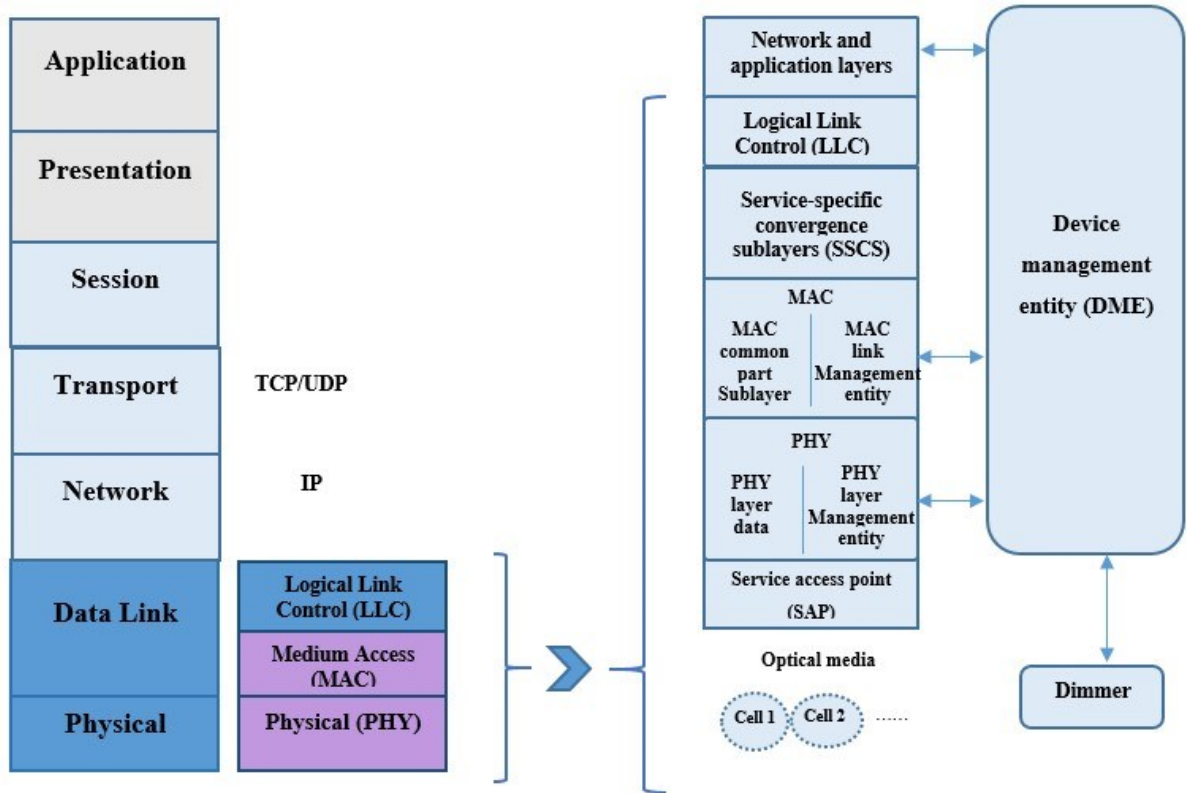 Application
Presentation
Session
Transport
Network
Data Link
Physical
TCP/UDP
IP
Logical Link
Control (LLC)
Medium Access
(MAC)
Physical (PHY)
Network and
application layers
Logical Link
Control (LLC)
Service-specific
convergence
sublayers (SSCS)
MAC
MAC
common
part
Sublayer
MAC
link
Management
entity
PHY
PHY
layer
data
PHY
layer
Management
entity
Service access point
(SAP)
Optical media
Cell 1
Cell 2
......
Device
management
entity (DME)
Dimmer